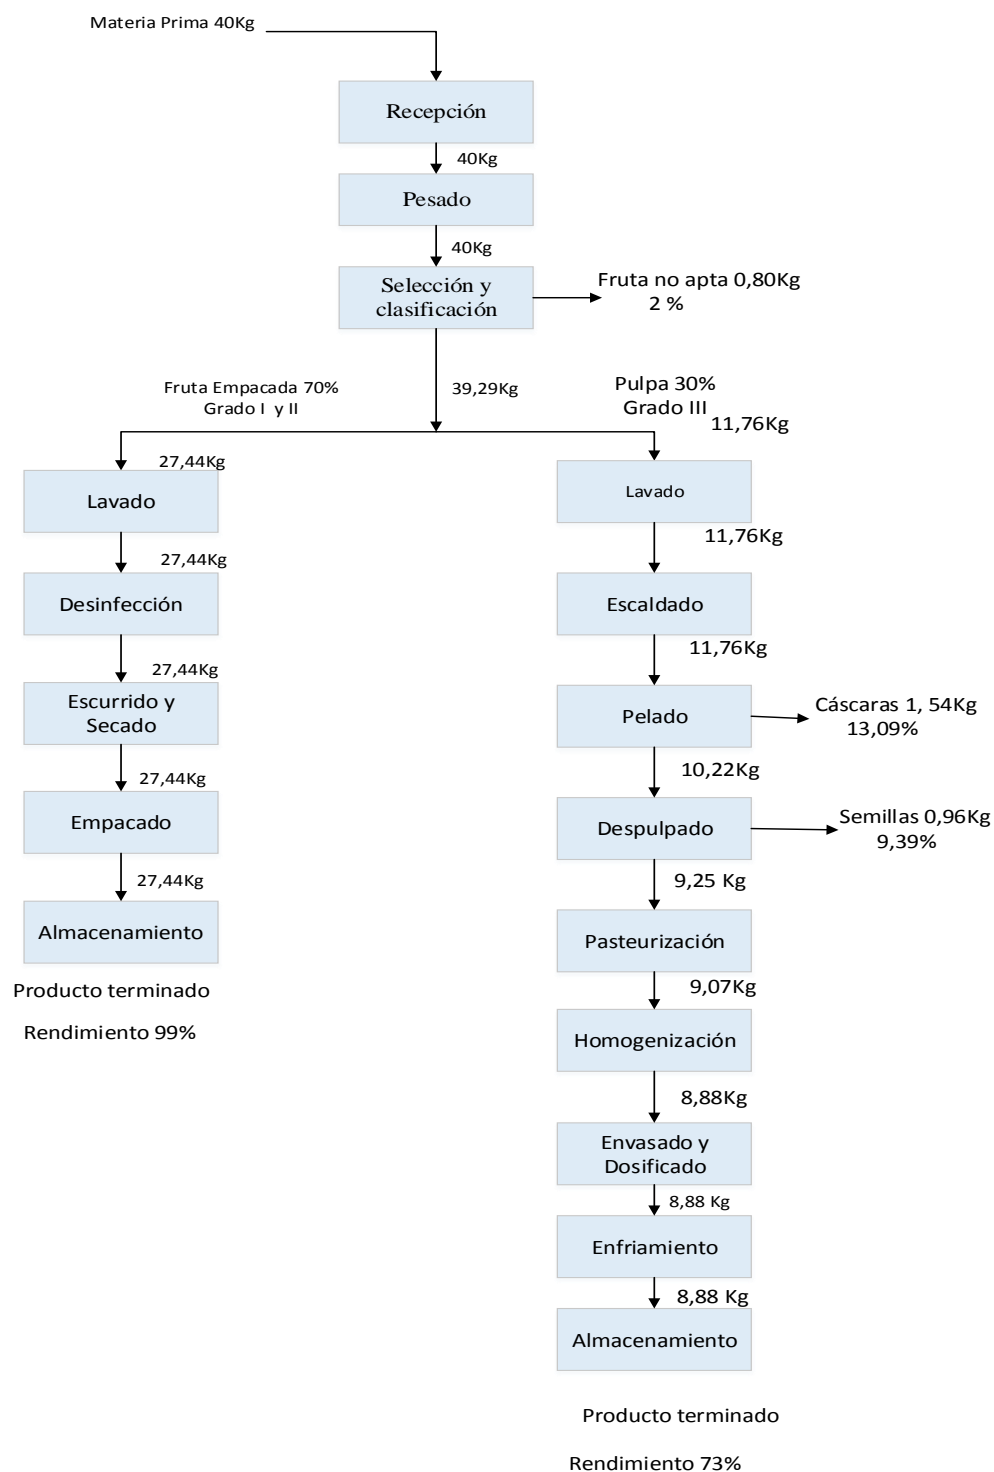 Materia Prima 40Kg
Recepción
40Kg
Pesado
40Kg
Selección y
clasificación
Fruta no apta 0,80Kg
2 %
Fruta Empacada 70%
Grado I y II
39,29Kg
Pulpa 30%
Grado III
11,76Kg
27,44Kg
Lavado
27,44Kg
Desinfección
27,44Kg
Escurrido y
Secado
27,44Kg
Empacado
27,44Kg
Almacenamiento
Producto terminado
Rendimiento 99%
Lavado
11,76Kg
Escaldado
11,76Kg
Pelado
Cáscaras 1, 54Kg
13,09%
10,22Kg
Despulpado
Semillas 0,96Kg
9,39%
9,25 Kg
Pasteurización
9,07Kg
Homogenización
8,88Kg
Envasado y
Dosificado
8,88 Kg
Enfriamiento
8,88 Kg
Almacenamiento
Producto terminado
Rendimiento 73%